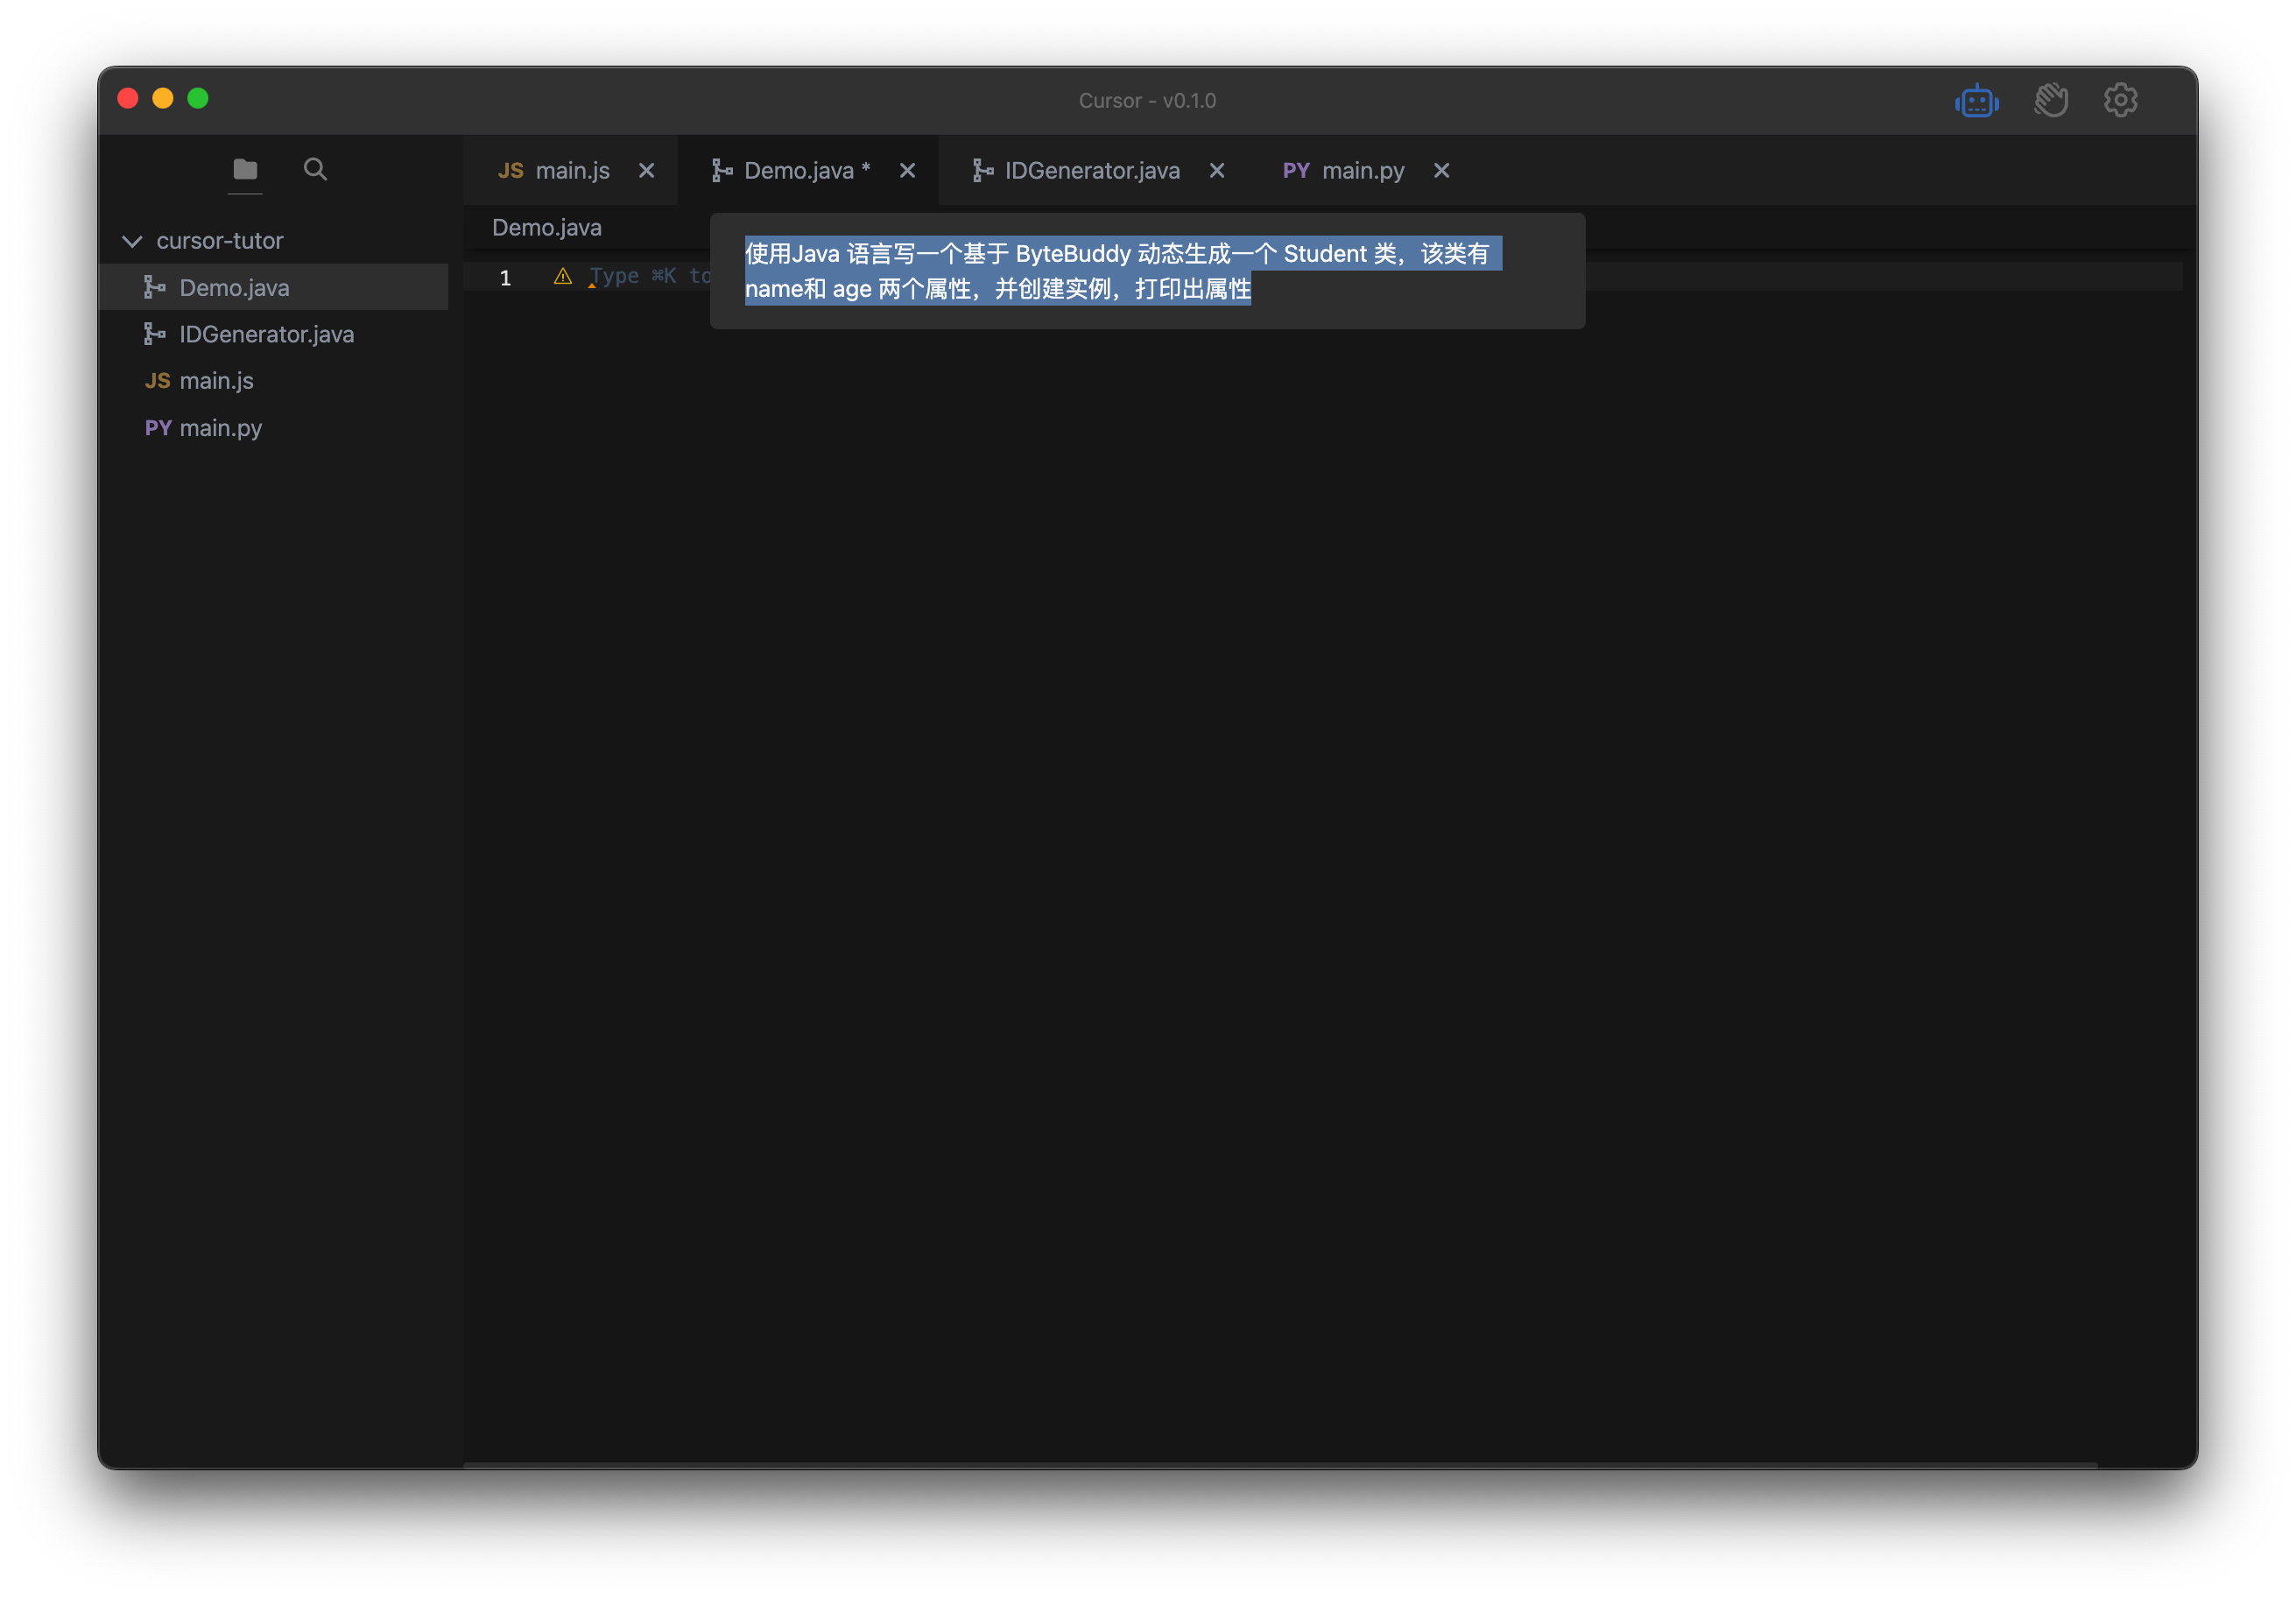 Cursor - v0.1.0
JS main.js
Demo.java *
IDGenerator.java
PY main.py
cursor-tutor
Demo.java
IDGenerator.java
JS main.js
PY main.py
Demo.java
1 Type ⌘K to
使用Java 语言写一个基于 ByteBuddy 动态生成一个 Student 类，该类有
name和 age 两个属性，并创建实例，打印出属性